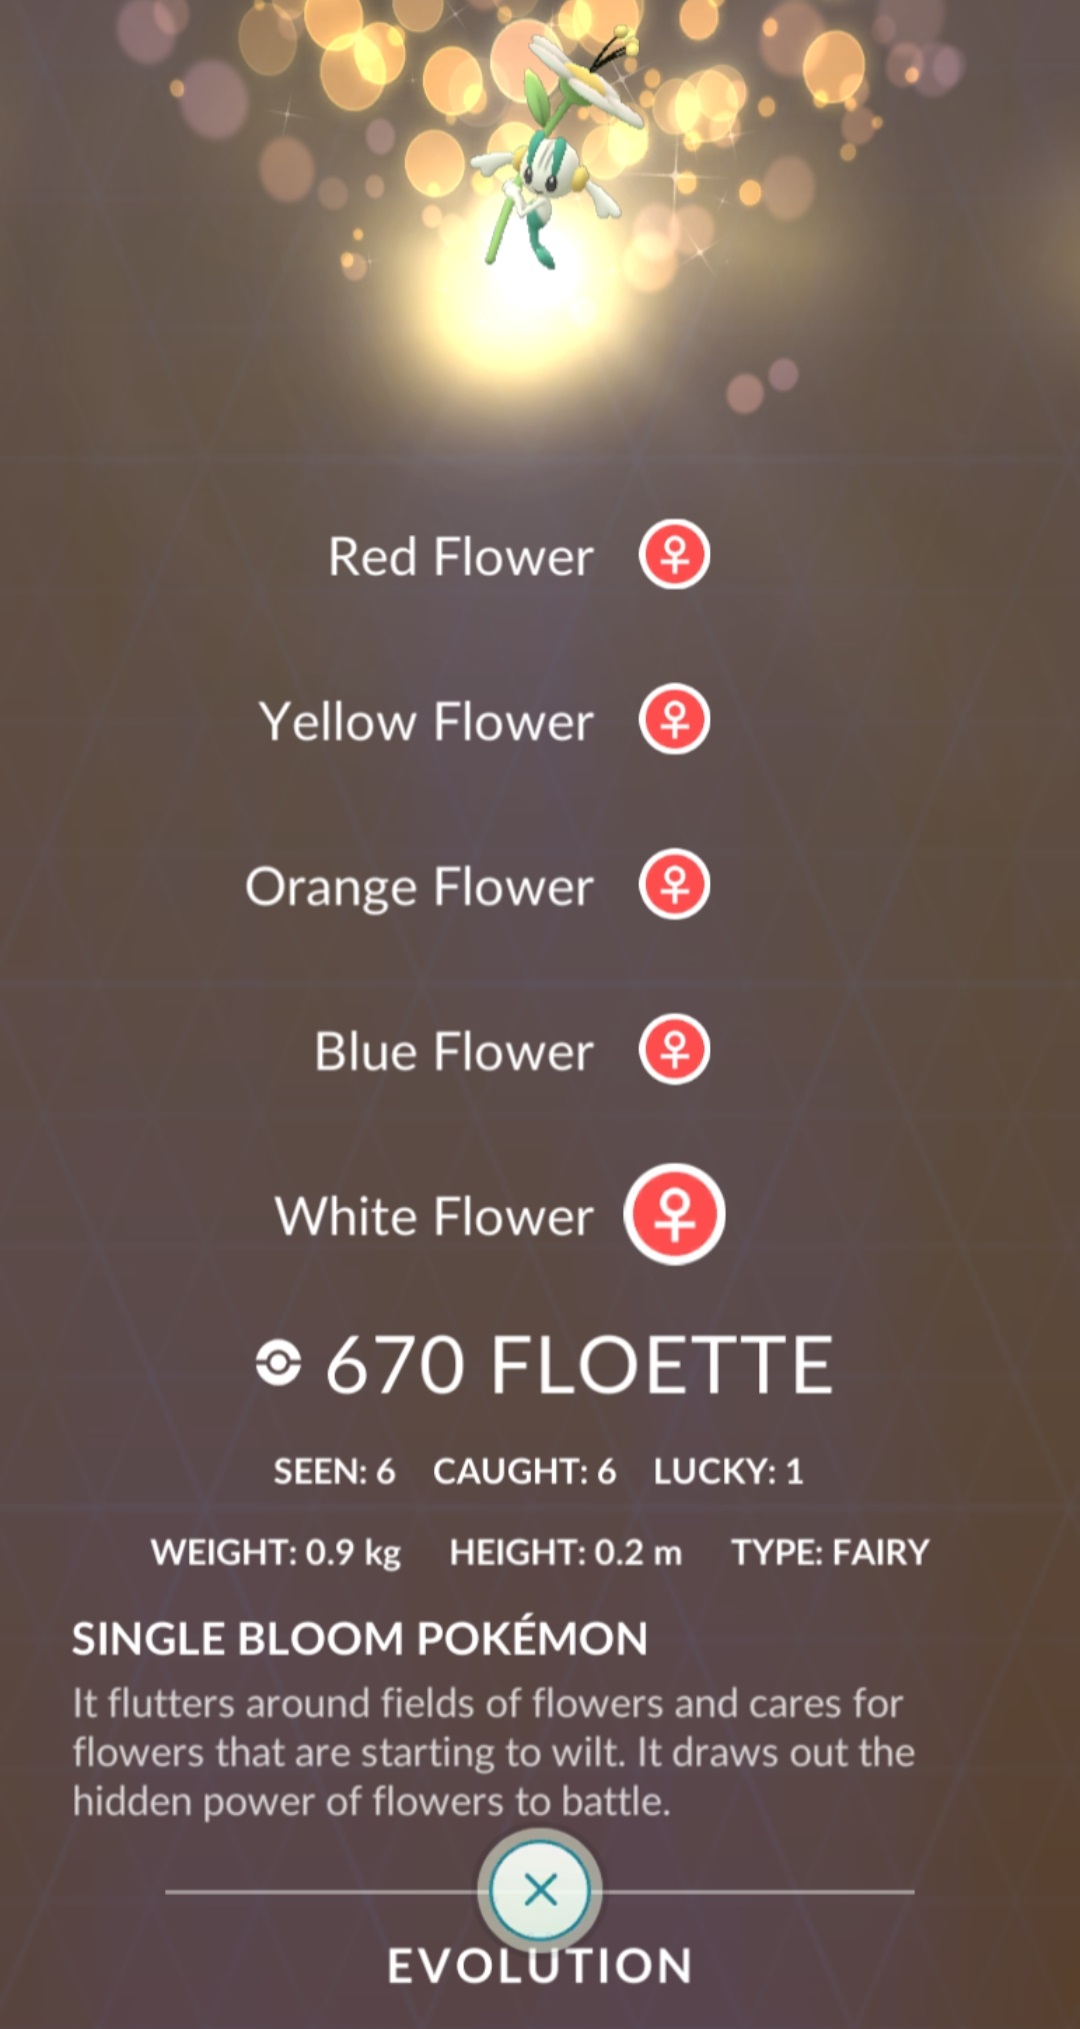 Red Flower
Yellow Flower
Orange Flower
Blue Flower
White Flower
670 FLOETTE
SEEN: 6 CAUGHT: 6 LUCKY: 1
WEIGHT: 0.9 kg HEIGHT: 0.2 m TYPE: FAIRY
SINGLE BLOOM POKÉMON
It flutters around fields of flowers and cares for
flowers that are starting to wilt. It draws out the
hidden power of flowers to battle.
EVOLUTION